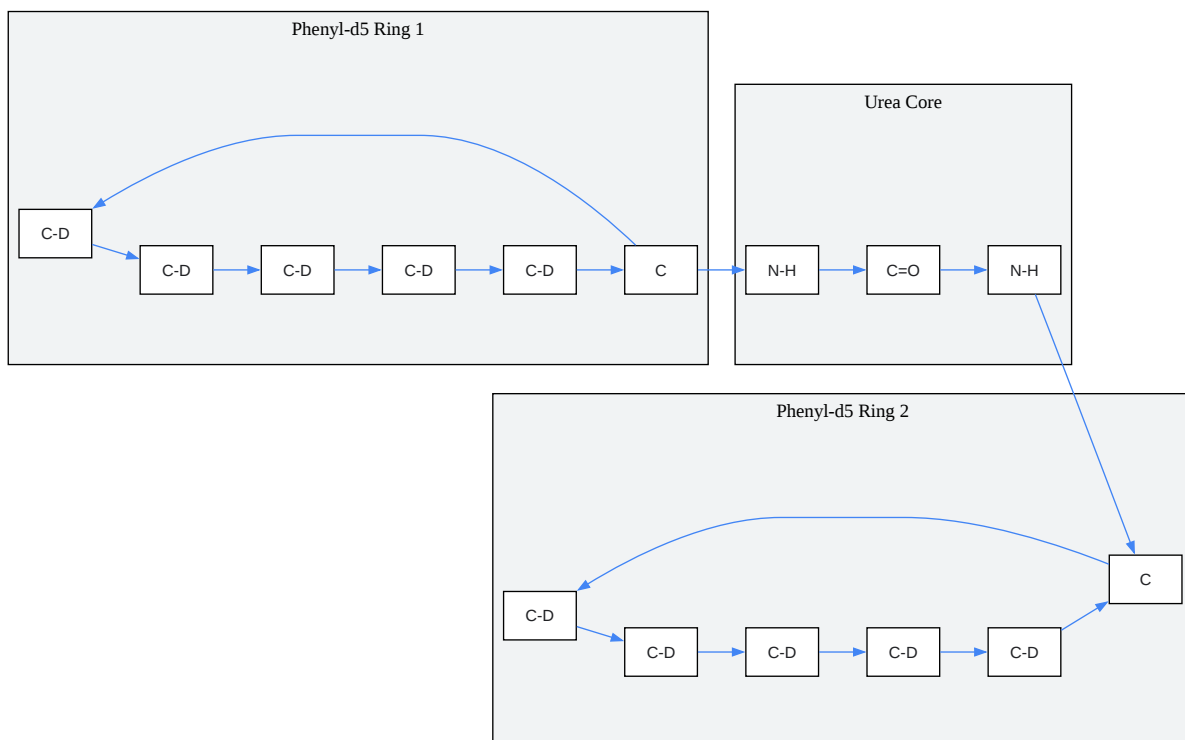 Phenyl-d5 Ring 1
Urea Core
C-D
C-D
C-D
C-D
C-D
C
N-H
C=O
N-H
Phenyl-d5 Ring 2
C
C-D
C-D
C-D
C-D
C-D